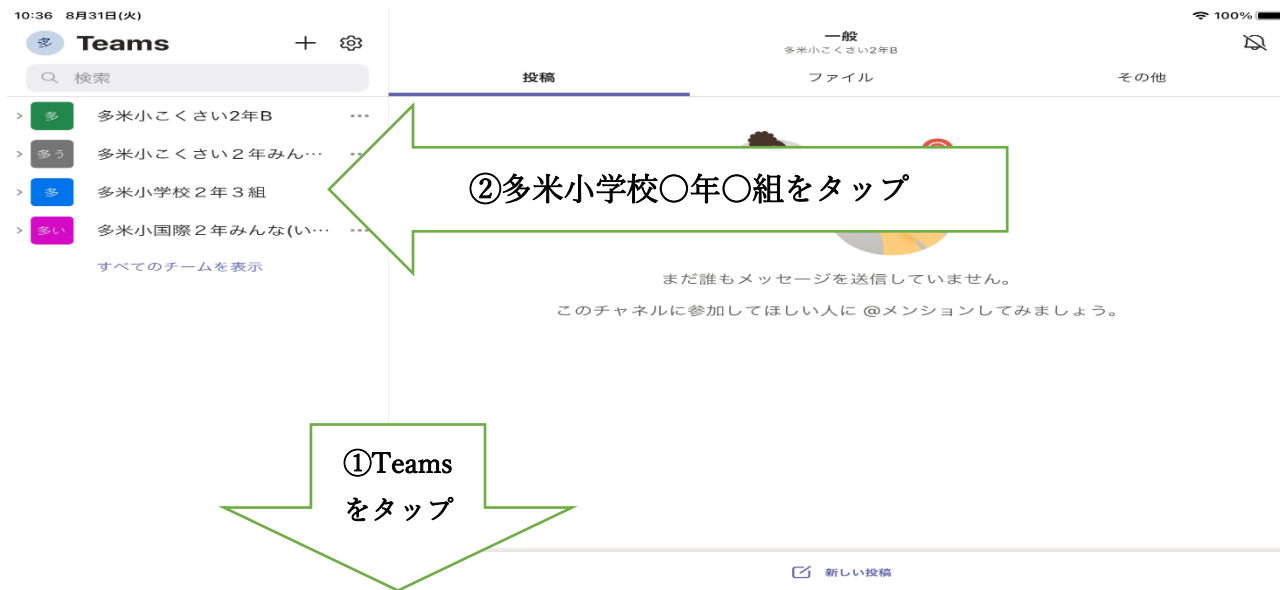 10:36 8月31日(火)
100%
多 Teams
検索
多 多米小こくさい2年B
多う 多米小こくさい２年みん…
多 多米小学校２年３組
多い 多米小国際２年みんな(い…
すべてのチームを表示
一般
多米小こくさい2年B
投稿 ファイル その他
②多米小学校○年○組をタップ
まだ誰もメッセージを送信していません。
このチャネルに参加してほしい人に @メンションしてみましょう。
①Teams
をタップ
新しい投稿